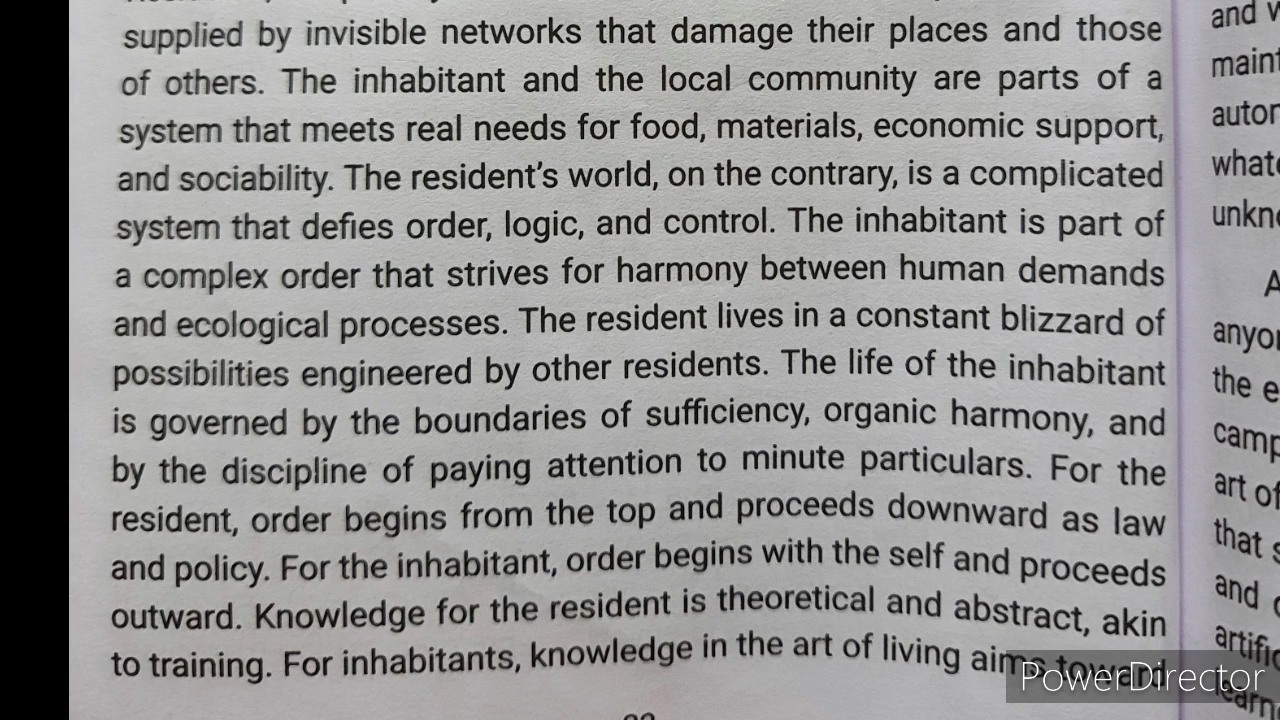 supplied by invisible networks that damage their places and those
of others. The inhabitant and the local community are parts of a
system that meets real needs for food, materials, economic support,
and sociability. The resident’s world, on the contrary, is a complicated
system that defies order, logic, and control. The inhabitant is part of
a complex order that strives for harmony between human demands
and ecological processes. The resident lives in a constant blizzard of
possibilities engineered by other residents. The life of the inhabitant
is governed by the boundaries of sufficiency, organic harmony, and
by the discipline of paying attention to minute particulars. For the
resident, order begins from the top and proceeds downward as law
and policy. For the inhabitant, order begins with the self and proceeds
outward. Knowledge for the resident is theoretical and abstract, akin
to training. For inhabitants, knowledge in the art of living aims toward
and
A
the
art of
that
and
PowerDirector